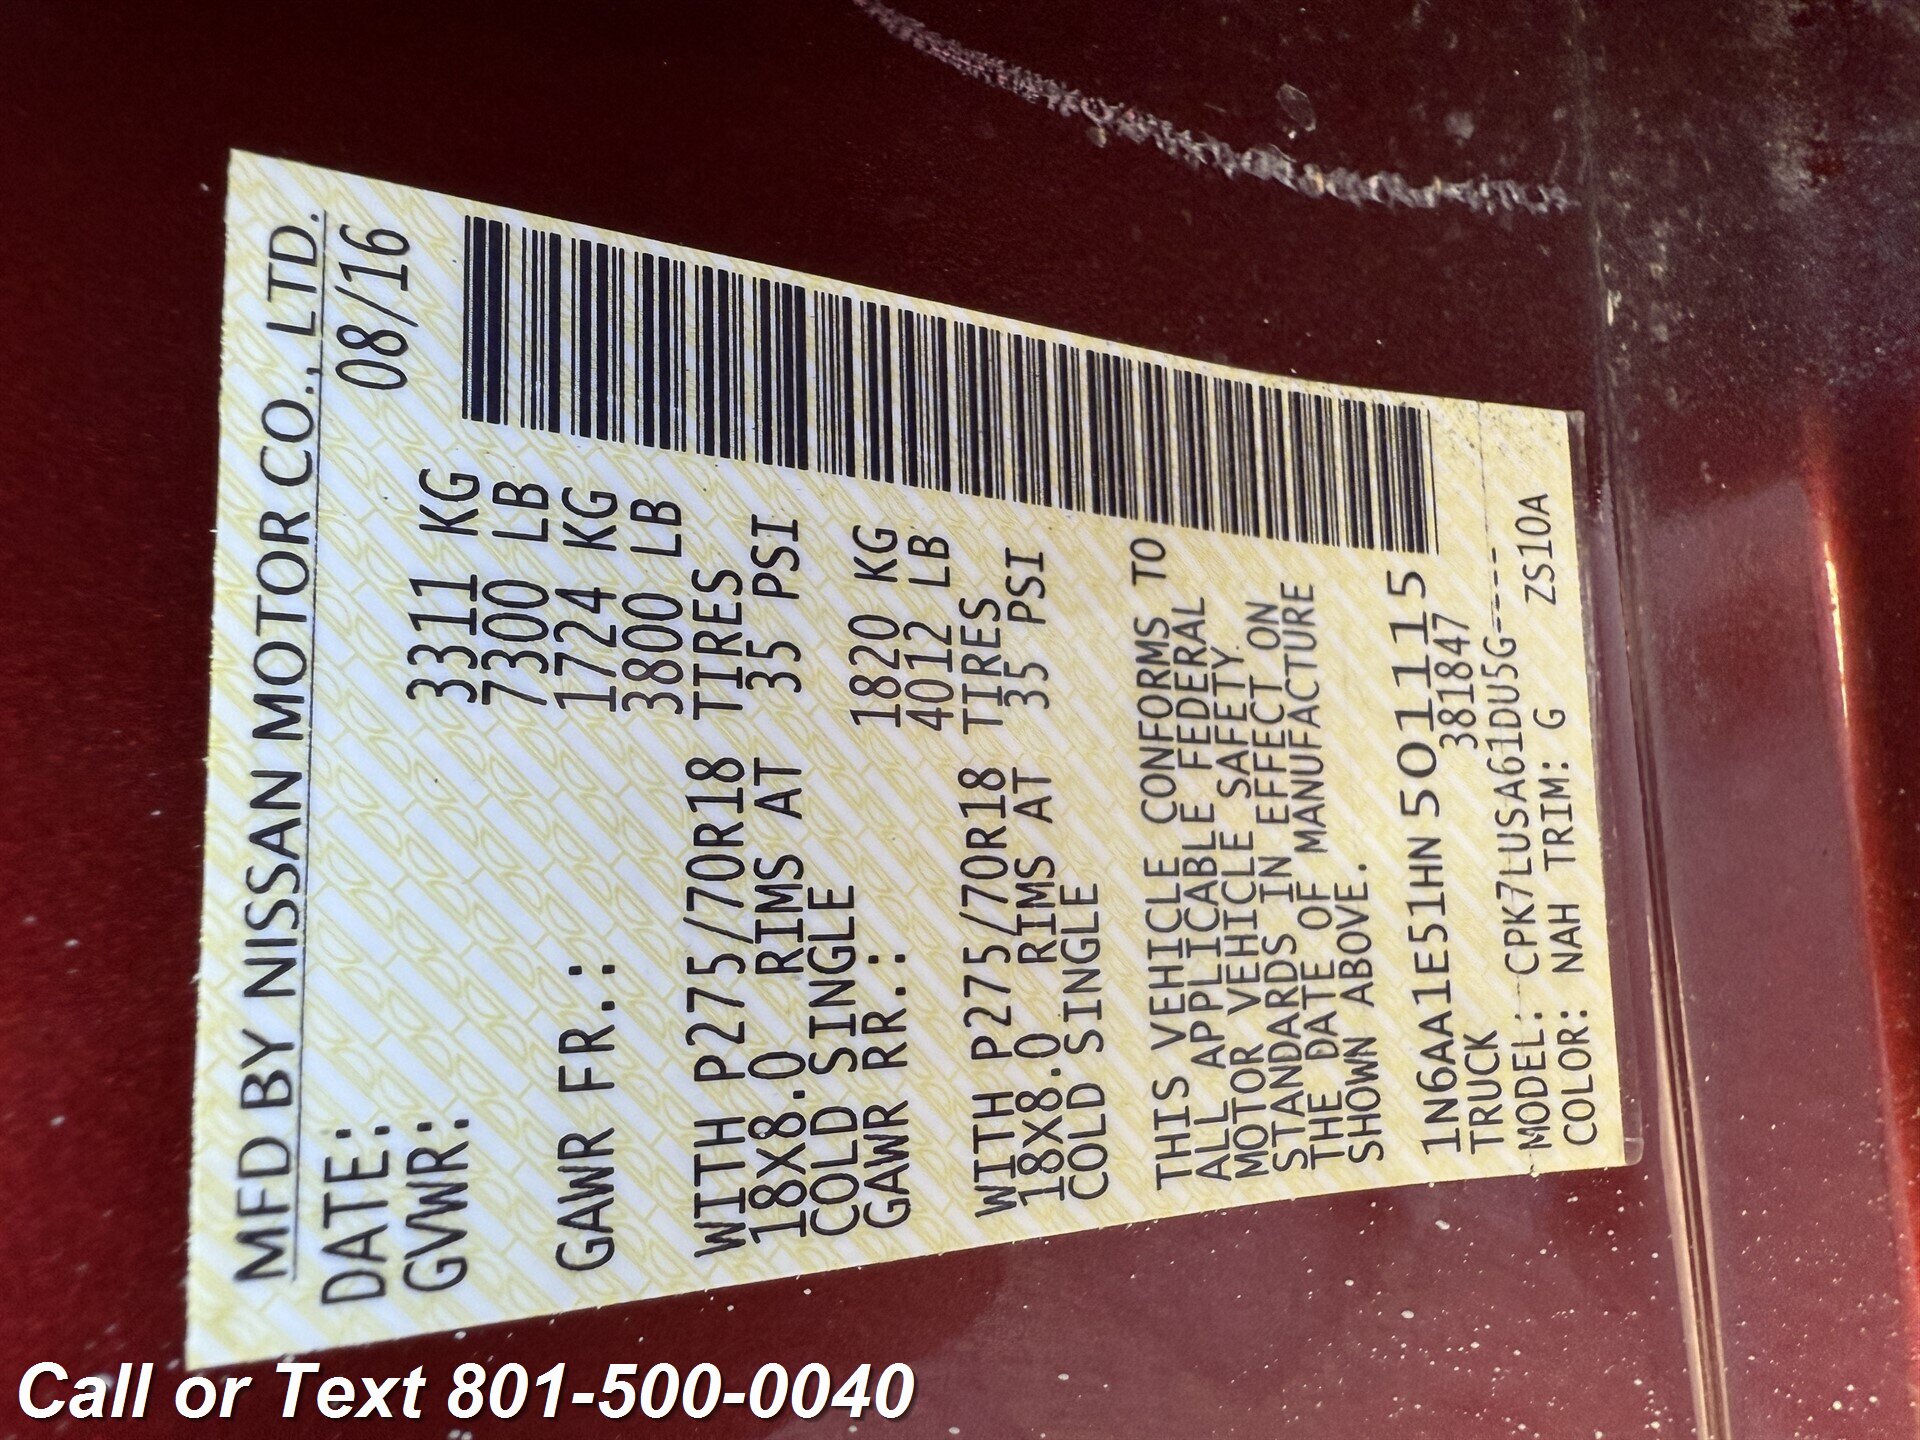 MFD BY NISSAN MOTOR CO., LTD.
DATE: 08/16
GVWR: 3311 KG
7300 LB
GAWR FR.: 1724 KG
3800 LB
WITH P275/70R18 TIRES
18X8.0 RIMS AT 35 PSI
COLD SINGLE
GAWR RR.: 1820 KG
4012 LB
WITH P275/70R18 TIRES
18X8.0 RIMS AT 35 PSI
COLD SINGLE
THIS VEHICLE CONFORMS TO
ALL APPLICABLE FEDERAL
MOTOR VEHICLE SAFETY
STANDARDS IN EFFECT ON
THE DATE OF MANUFACTURE
SHOWN ABOVE.
1N6AA1E51HN 501115
TRUCK 381847
MODEL: CPK7LUSA61DU5G-----
COLOR: NAH TRIM: G ZS10A
Call or Text 801-500-0040